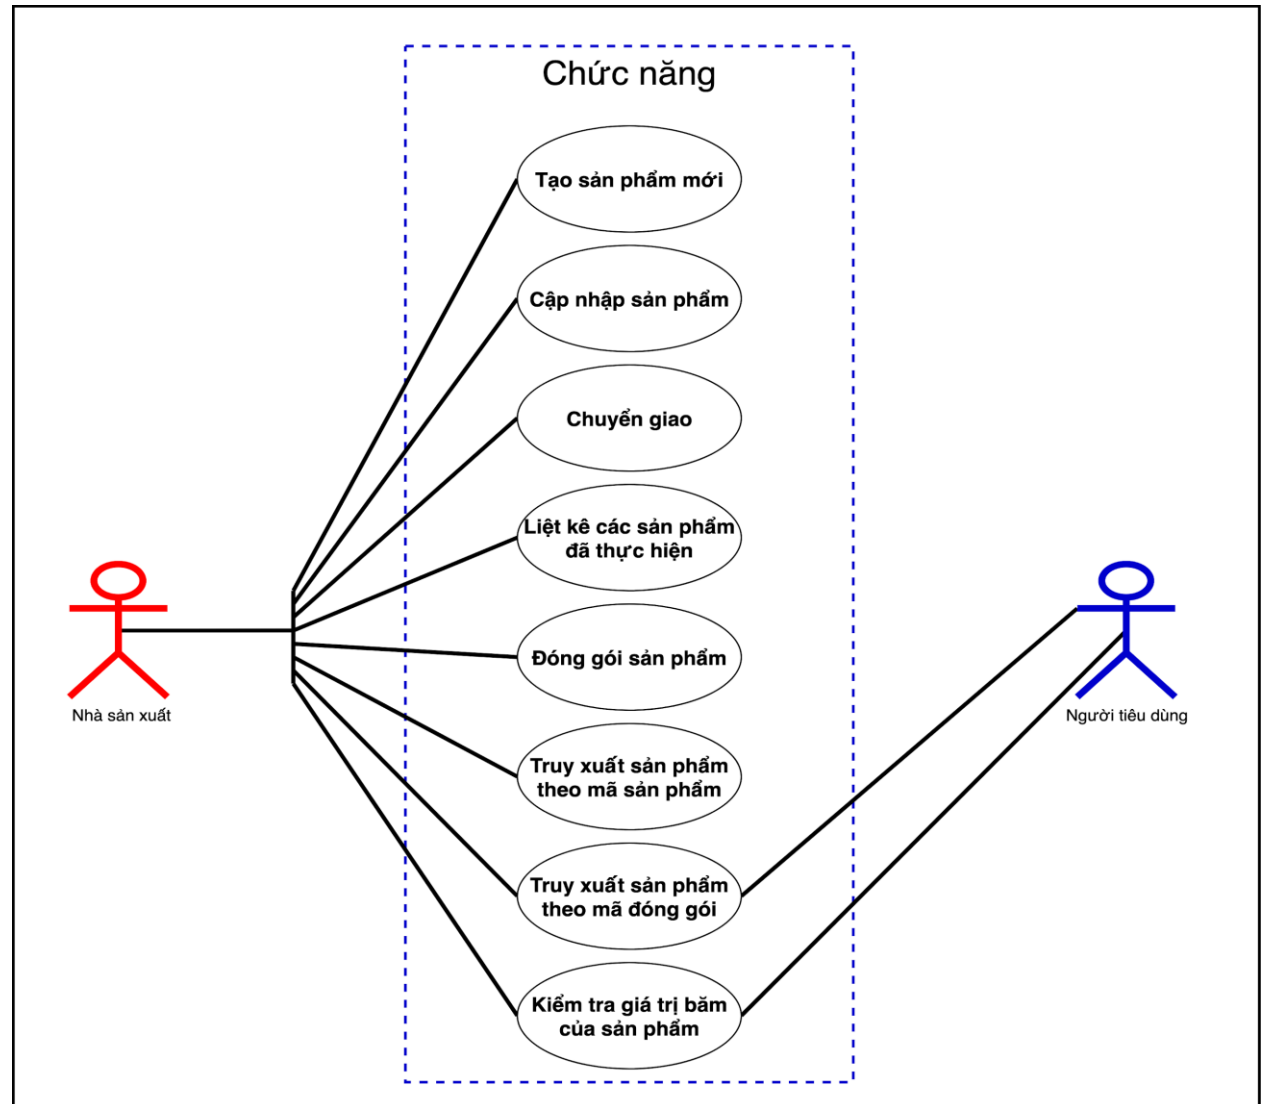 Chức năng
Tạo sản phẩm mới
Cập nhập sản phẩm
Chuyển giao
Liệt kê các sản phẩm
đã thực hiện
Đóng gói sản phẩm
Nhà sản xuất
Người tiêu dùng
Truy xuất sản phẩm
theo mã sản phẩm
Truy xuất sản phẩm
theo mã đóng gói
Kiểm tra giá trị băm
của sản phẩm